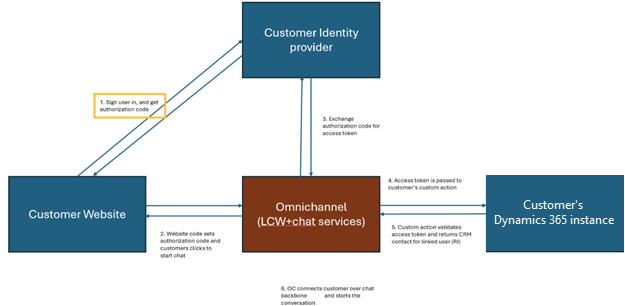 Customer Identity
provider
1. Sign user in, and get
authorization code
3. Exchange
authorization code for
access token
4. Access token is passed to
customer's custom action
Customer Website
Omnichannel
(LCW+chat services)
Customer's
Dynamics 365 instance
2. Website code sets
authorization code and
customers clicks to
start chat
5. Custom action validates
access token and returns CRM
contact for linked user (RI)
6. OC connects customer over chat
backbone and starts the
conversation